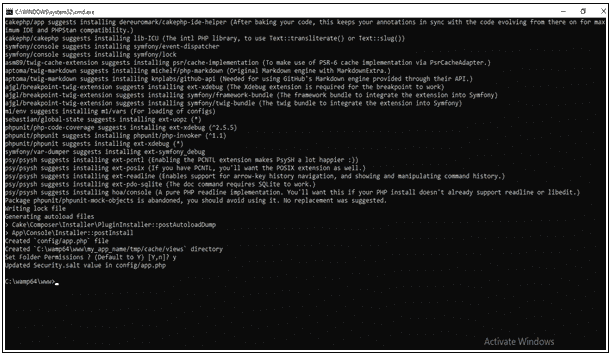 C:\WINDOWS\system32\cmd.exe
cakephp/app suggests installing dereuromark/cakephp-ide-helper (After baking your code, this keeps your annotations in sync with the code evolving from there on for max
imum IDE and PHPStan compatibility.)
cakephp/cakephp suggests installing lib-ICU (The intl PHP library, to use Text::transliterate() or Text::slug())
symfony/console suggests installing symfony/event-dispatcher
symfony/console suggests installing symfony/lock
asm89/twig-cache-extension suggests installing psr/cache-implementation (To make use of PSR-6 cache implementation via PsrCacheAdapter.)
aptoma/twig-markdown suggests installing michelf/php-markdown (Original Markdown engine with MarkdownExtra.)
aptoma/twig-markdown suggests installing knplabs/github-api (Needed for using GitHub's Markdown engine provided through their API.)
ajgl/breakpoint-twig-extension suggests installing ext-xdebug (The Xdebug extension is required for the breakpoint to work)
ajgl/breakpoint-twig-extension suggests installing symfony/framework-bundle (The framework bundle to integrate the extension into Symfony)
ajgl/breakpoint-twig-extension suggests installing symfony/twig-bundle (The twig bundle to integrate the extension into Symfony)
m1/env suggests installing m1/vars (For loading of configs)
sebastian/global-state suggests installing ext-uopz (*)
phpunit/php-code-coverage suggests installing ext-xdebug (^2.5.5)
phpunit/phpunit suggests installing phpunit/php-invoker (^1.1)
phpunit/phpunit suggests installing ext-xdebug (*)
symfony/var-dumper suggests installing ext-symfony_debug
psy/psysh suggests installing ext-pcntl (Enabling the PCNTL extension makes PsySH a lot happier :))
psy/psysh suggests installing ext-posix (If you have PCNTL, you'll want the POSIX extension as well.)
psy/psysh suggests installing ext-readline (Enables support for arrow-key history navigation, and showing and manipulating command history.)
psy/psysh suggests installing ext-pdo-sqlite (The doc command requires SQLite to work.)
psy/psysh suggests installing hoa/console (A pure PHP readline implementation. You'll want this if your PHP install doesn't already support readline or libedit.)
Package phpunit/phpunit-mock-objects is abandoned, you should avoid using it. No replacement was suggested.
Writing lock file
Generating autoload files
> Cake\Composer\Installer\PluginInstaller::postAutoloadDump
> App\Console\Installer::postInstall
Created `config/app.php` file
Created `C:\wamp64\www\my_app_name/tmp/cache/views` directory
Set Folder Permissions ? (Default to Y) [Y,n]? y
Updated Security.salt value in config/app.php
C:\wamp64\www>
Activate Windows